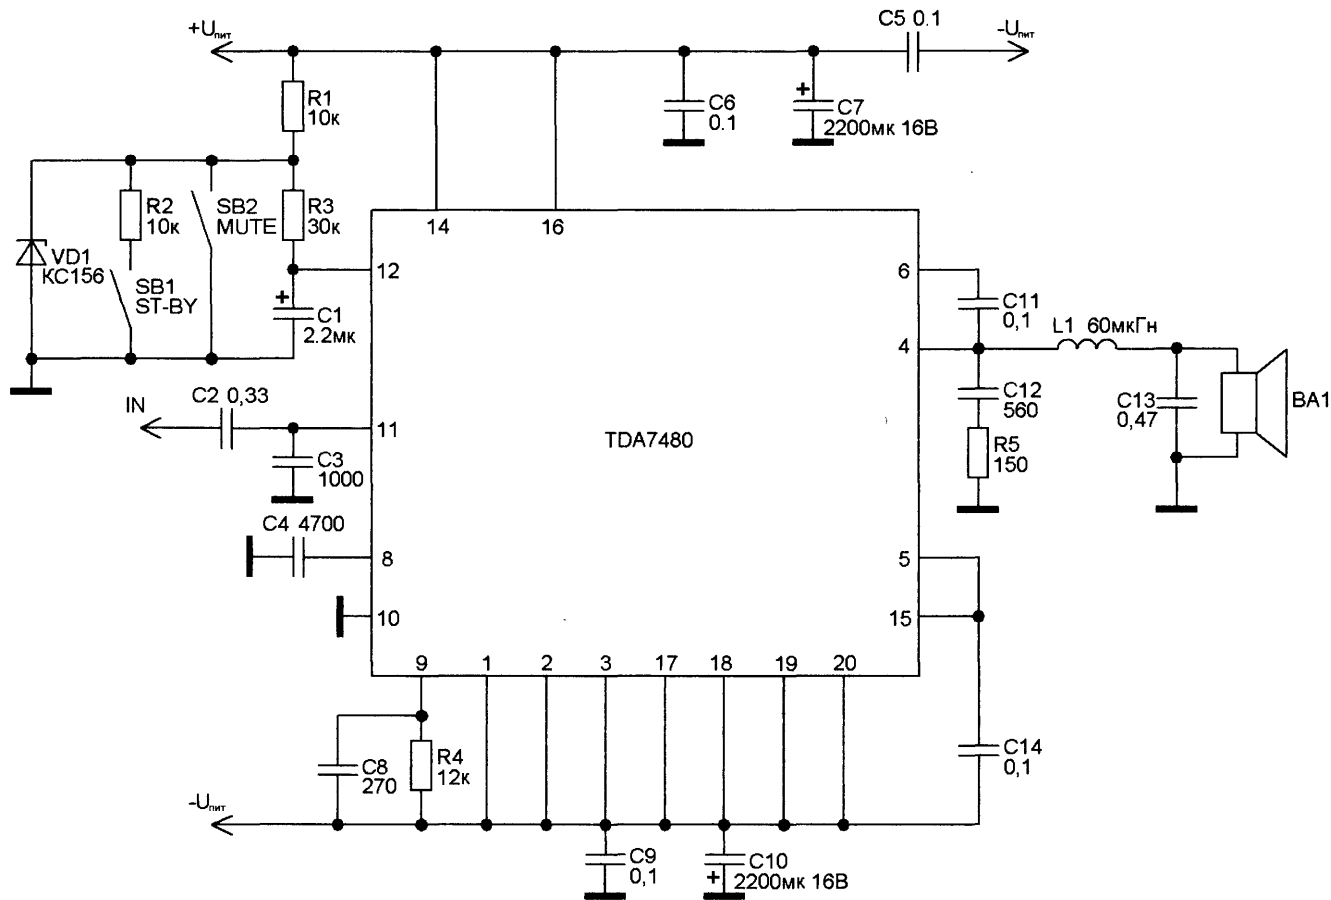 C5 0.1
+Uпит
-Uпит
R1
10к
C6
0.1
+
C7
2200мк 16В
R2
10к
SB2
MUTE
R3
30к
14
16
VD1
КС156
SB1
ST-BY
12
6
+
C1
2.2мк
C11
0,1
L1 60мкГн
4
IN
C2 0,33
11
C12
560
C13
0,47
BA1
TDA7480
C3
1000
R5
150
C4 4700
8
5
10
15
9
1
2
3
17
18
19
20
C8
270
R4
12к
C14
0,1
-Uпит
C9
0,1
C10
+
2200мк 16В